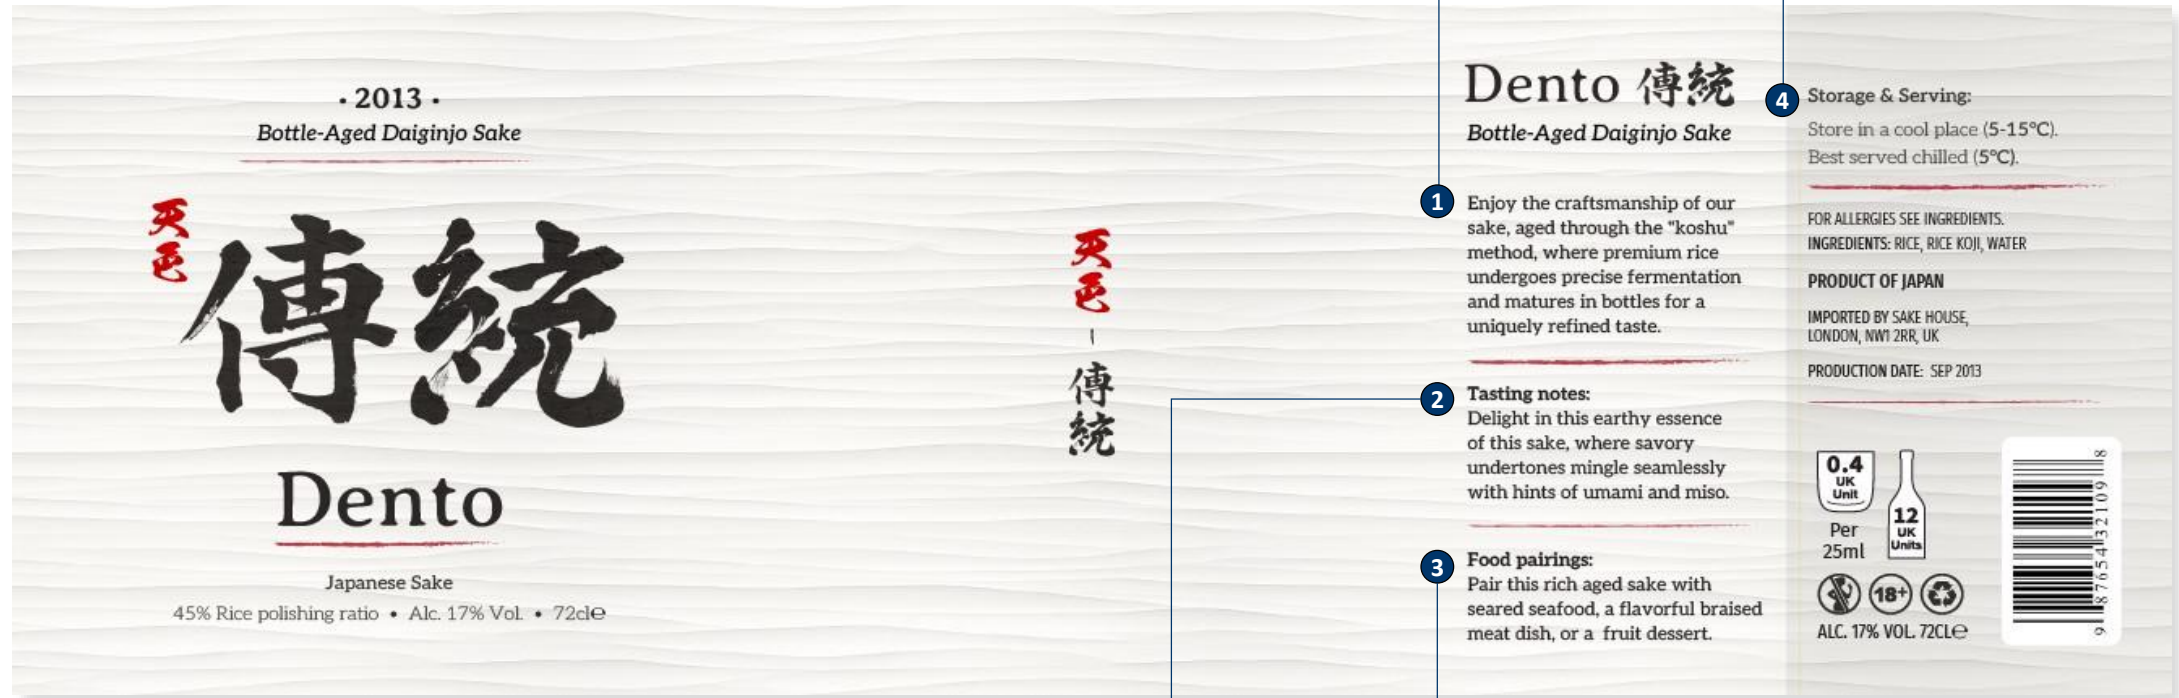 · 2013 ·
Bottle-Aged Daiginjo Sake
天
色
傳統
Dento
Japanese Sake
45% Rice polishing ratio • Alc. 17% Vol. • 72cl℮
天
色
-
傳
統
Dento 傳統
Bottle-Aged Daiginjo Sake
1 Enjoy the craftsmanship of our
sake, aged through the "koshu"
method, where premium rice
undergoes precise fermentation
and matures in bottles for a
uniquely refined taste.
2 Tasting notes:
Delight in this earthy essence
of this sake, where savory
undertones mingle seamlessly
with hints of umami and miso.
3 Food pairings:
Pair this rich aged sake with
seared seafood, a flavorful braised
meat dish, or a fruit dessert.
4 Storage & Serving:
Store in a cool place (5-15°C).
Best served chilled (5°C).
FOR ALLERGIES SEE INGREDIENTS.
INGREDIENTS: RICE, RICE KOJI, WATER
PRODUCT OF JAPAN
IMPORTED BY SAKE HOUSE,
LONDON, NW1 2RR, UK
PRODUCTION DATE: SEP 2013
0.4
UK
Unit
Per
25ml
12
UK
Units
18+
ALC. 17% VOL. 72CL℮
9 876543 21098